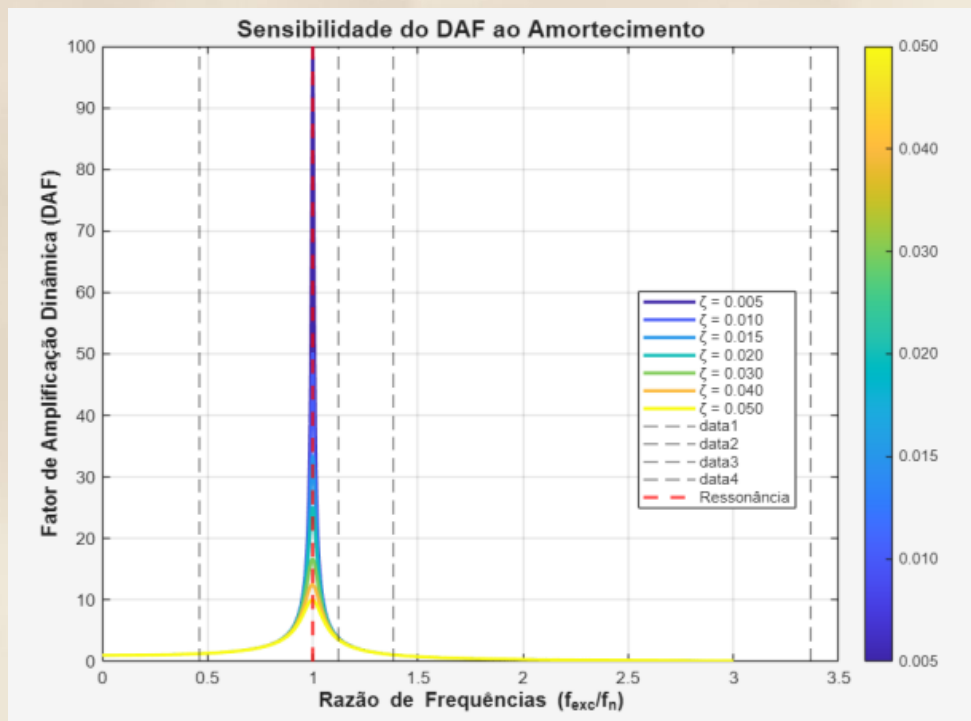 Sensibilidade do DAF ao Amortecimento
Fator de Amplificação Dinâmica (DAF)
100
90
80
70
60
50
40
30
20
10
0
0
0.5
1
1.5
2
2.5
3
3.5
Razão de Frequências (f_exc/f_n)
ζ = 0.005
ζ = 0.010
ζ = 0.015
ζ = 0.020
ζ = 0.030
ζ = 0.040
ζ = 0.050
data1
data2
data3
data4
Ressonância
0.050
0.040
0.030
0.020
0.015
0.010
0.005